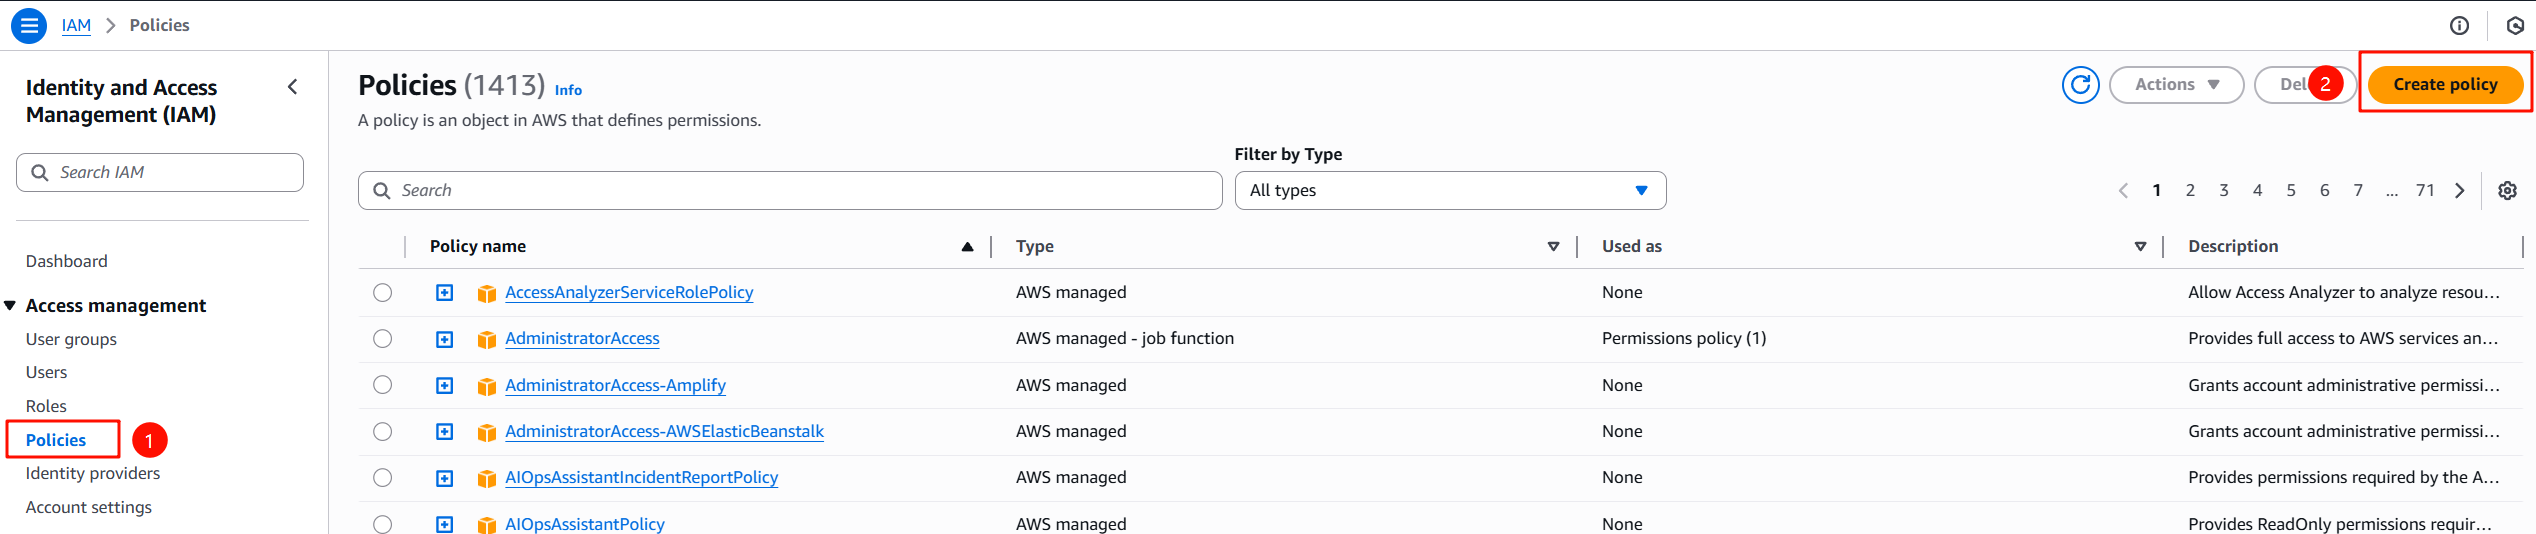 IAM > Policies
Identity and Access
Management (IAM)
Search IAM
Dashboard
Access management
User groups
Users
Roles
Policies 1
Identity providers
Account settings
Policies (1413) Info
A policy is an object in AWS that defines permissions.
Actions
Del
2
Create policy
Filter by Type
Search
All types
1 2 3 4 5 6 7 ... 71
Policy name Type Used as Description
AccessAnalyzerServiceRolePolicy AWS managed None Allow Access Analyzer to analyze resou...
AdministratorAccess AWS managed - job function Permissions policy (1) Provides full access to AWS services an...
AdministratorAccess-Amplify AWS managed None Grants account administrative permissi...
AdministratorAccess-AWSElasticBeanstalk AWS managed None Grants account administrative permissi...
AIOpsAssistantIncidentReportPolicy AWS managed None Provides permissions required by the A...
AIOpsAssistantPolicy AWS managed None Provides ReadOnly permissions requir...